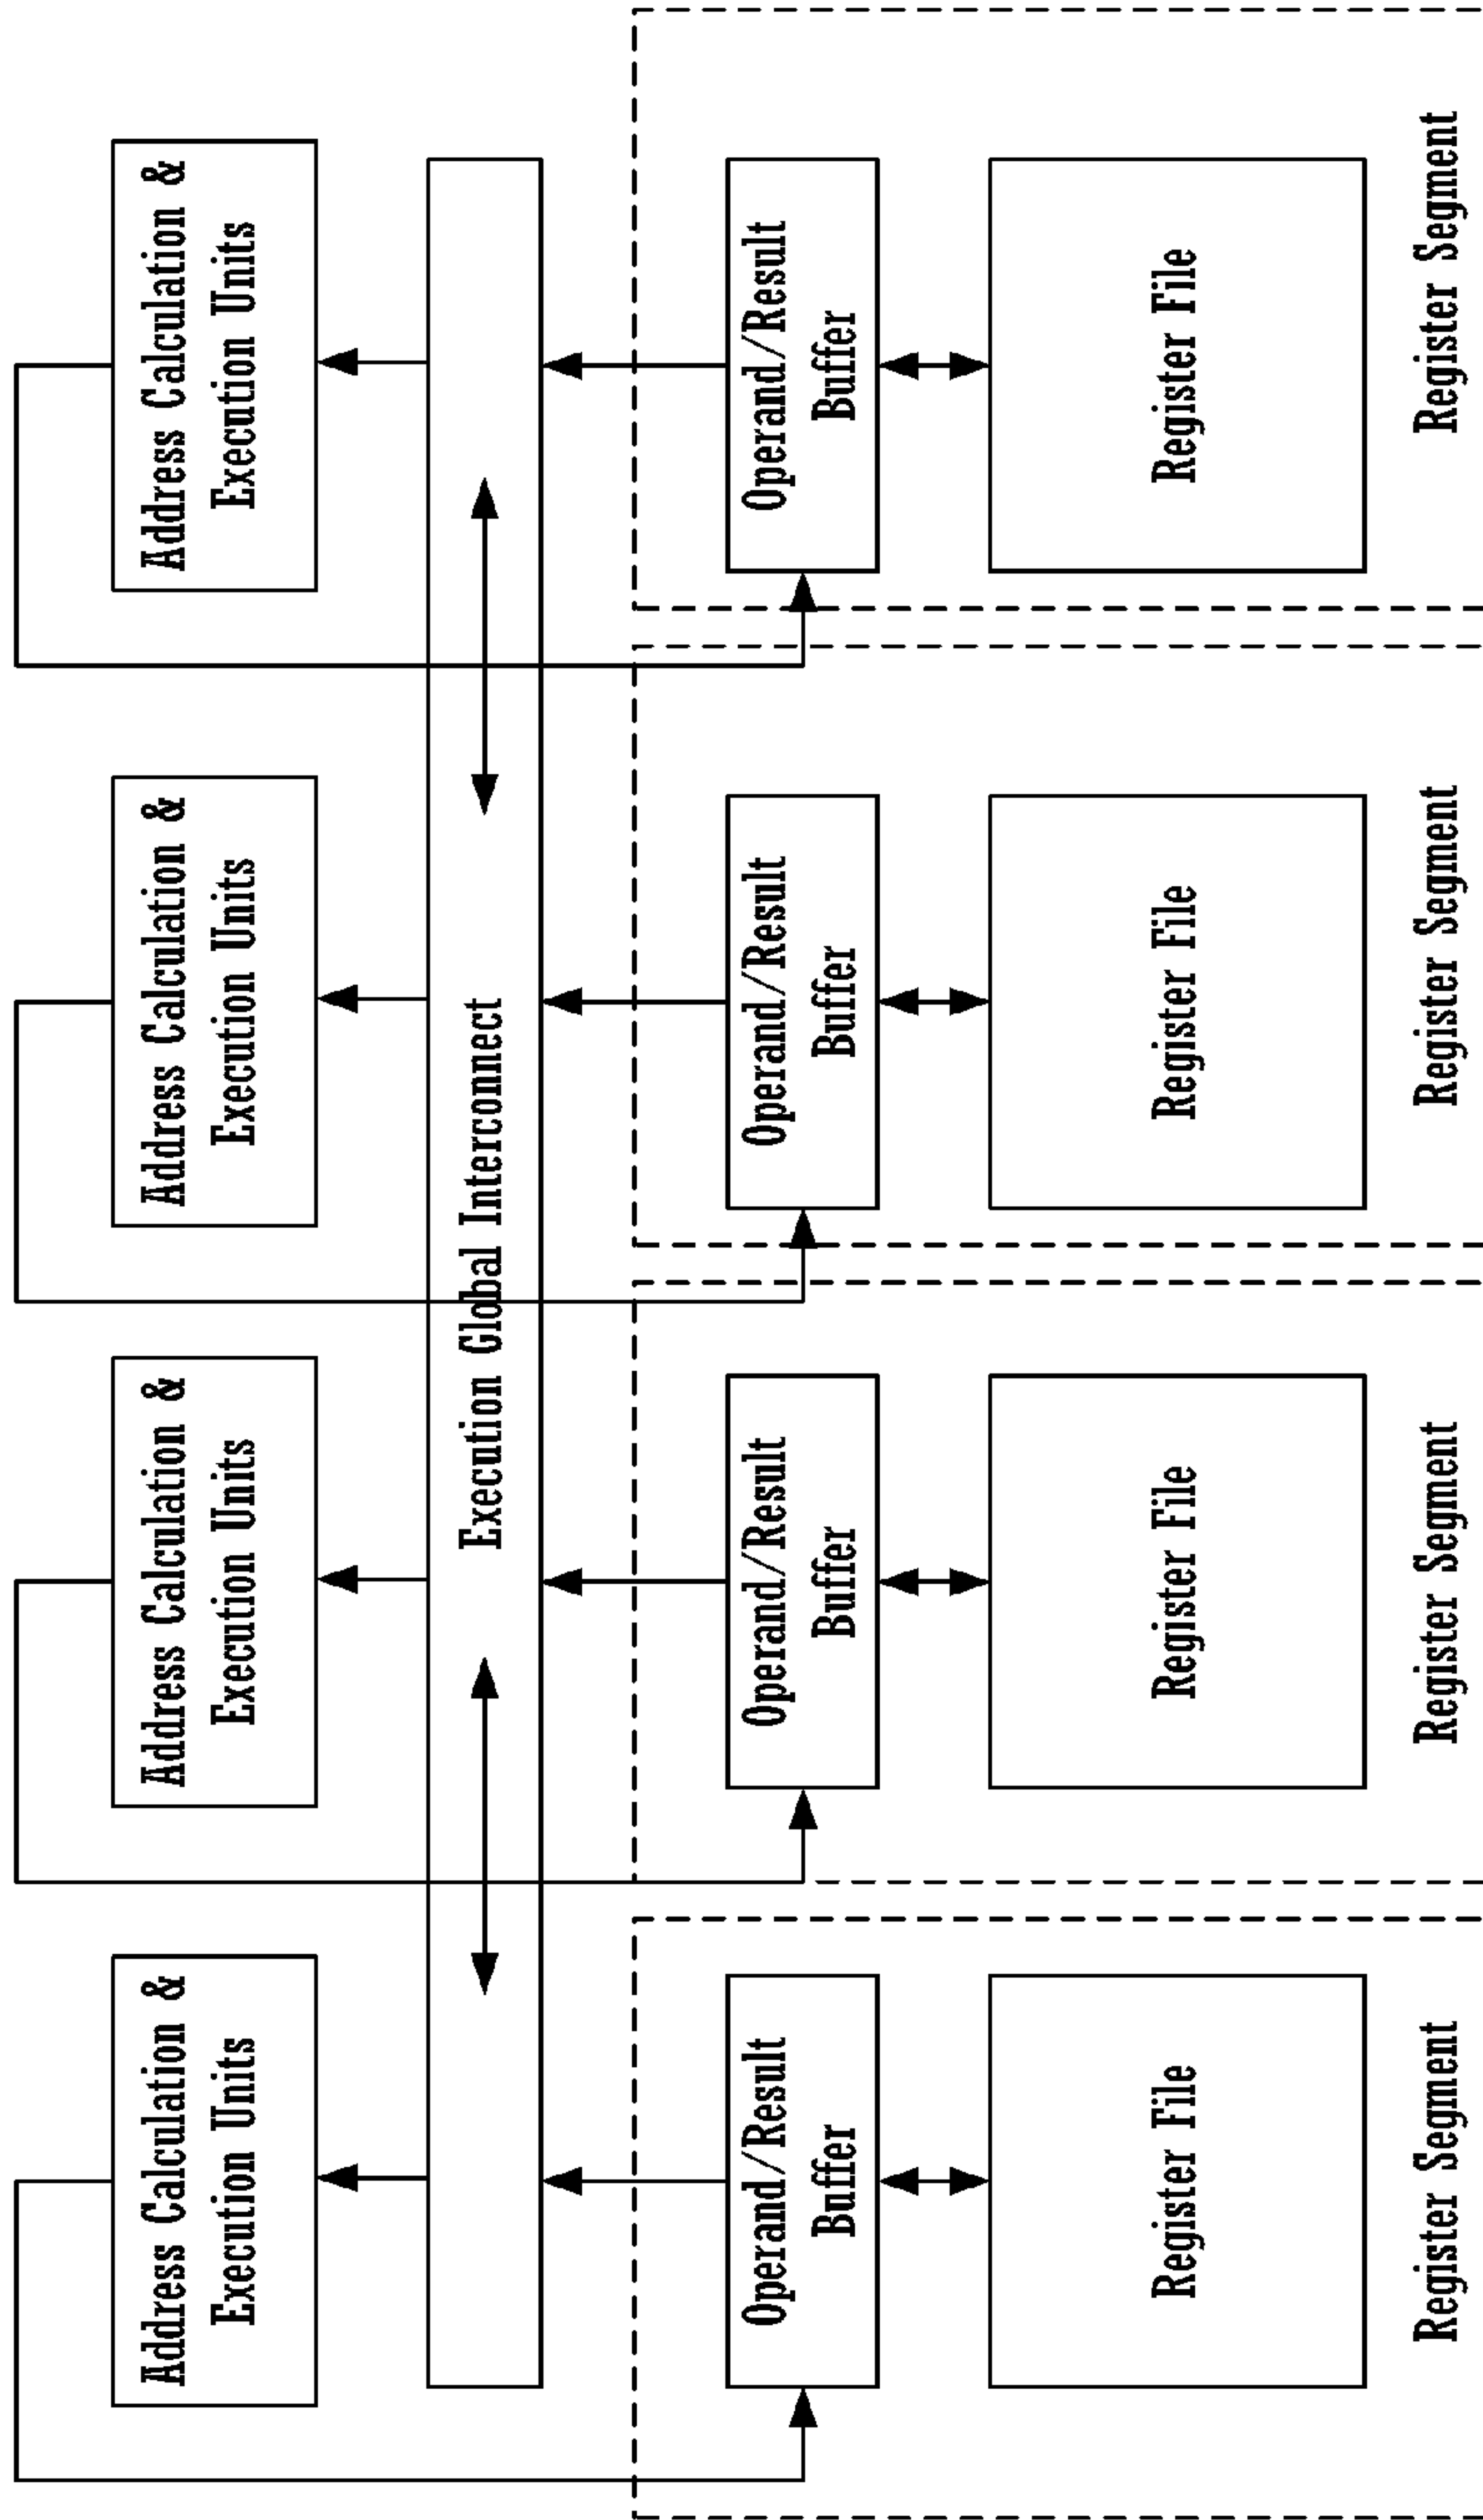 Address Calculation &
Execution Units
Address Calculation &
Execution Units
Address Calculation &
Execution Units
Address Calculation &
Execution Units
Execution Global Interconnect
Operand/Result
Buffer
Operand/Result
Buffer
Operand/Result
Buffer
Operand/Result
Buffer
Register File
Register File
Register File
Register File
Register Segment
Register Segment
Register Segment
Register Segment